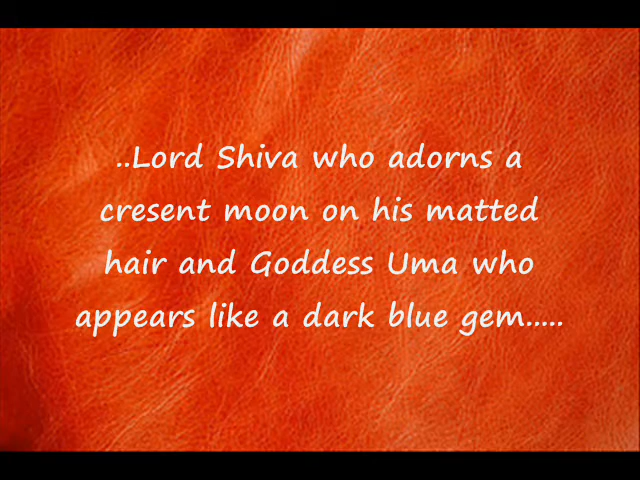 ..Lord Shiva who adorns a
cresent moon on his matted
hair and Goddess Uma who
appears like a dark blue gem.....